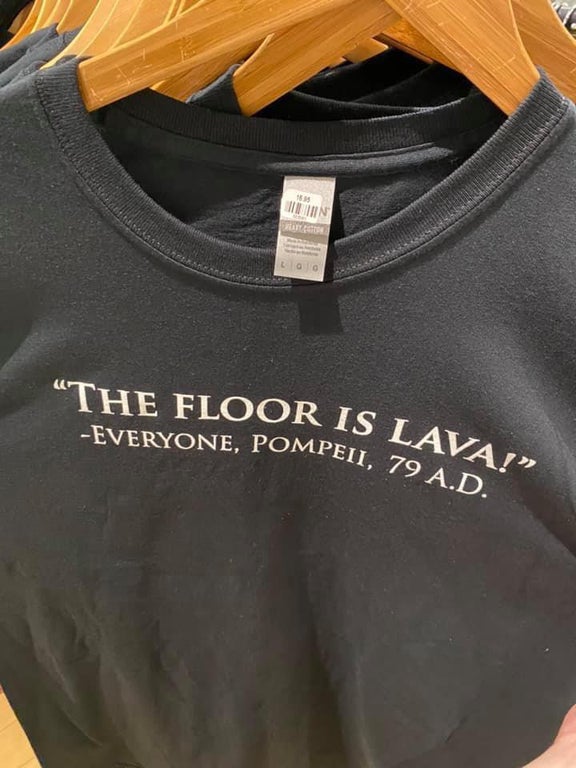 16.95
HEAVY COTTON
L G G
“THE FLOOR IS LAVA!”
-EVERYONE, POMPEII, 79 A.D.